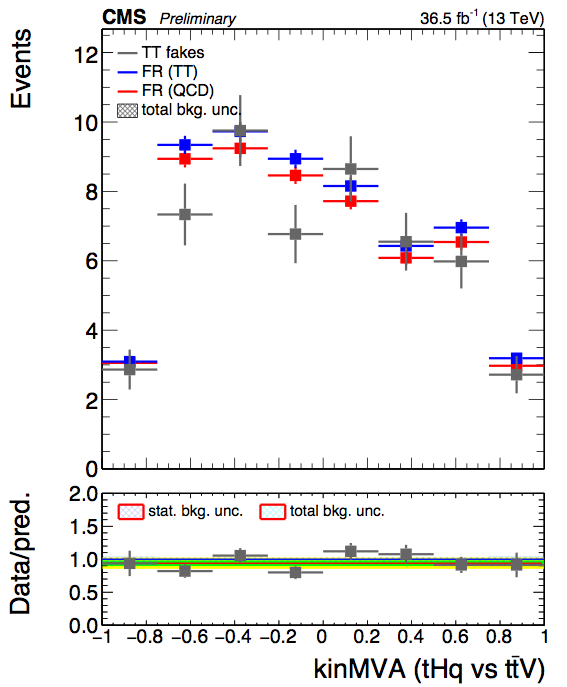 CMS Preliminary 36.5 fb⁻¹ (13 TeV)
Events
12
10
8
6
4
2
0
TT fakes
FR (TT)
FR (QCD)
total bkg. unc.
Data/pred.
2.0
1.5
1.0
0.5
0.0
stat. bkg. unc. total bkg. unc.
−1 −0.8 −0.6 −0.4 −0.2 0 0.2 0.4 0.6 0.8 1
kinMVA (tHq vs tt̄V)